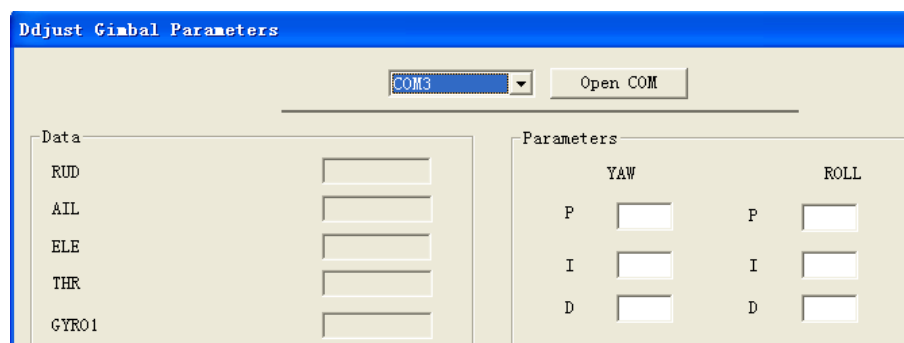 Ddjust Gimbal Parameters
COM3 Open COM
Data
RUD
AIL
ELE
THR
GYRO1
Parameters
YAW ROLL
P P
I I
D D